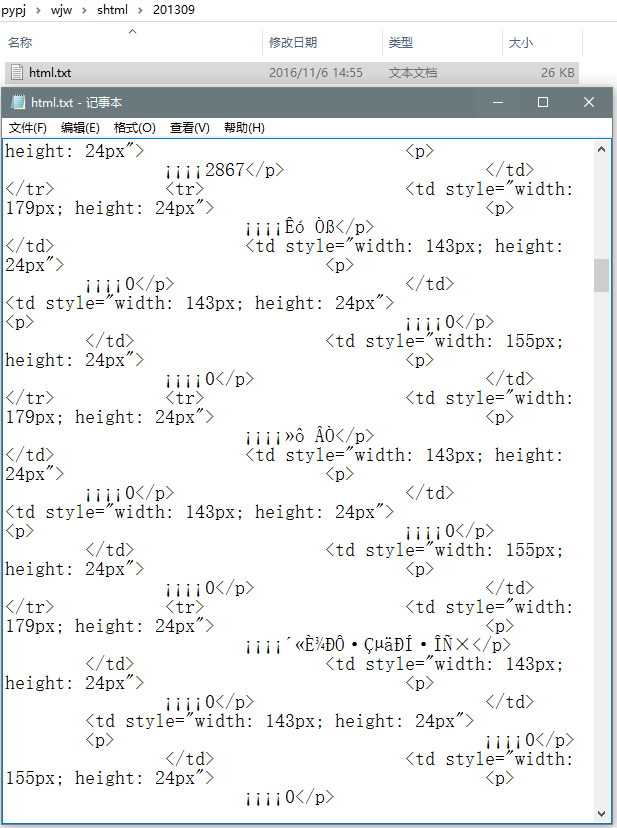 pypj › wjw › shtml › 201309
名称 修改日期 类型 大小
html.txt 2016/11/6 14:55 文本文档 26 KB
html.txt - 记事本
文件(F) 编辑(E) 格式(O) 查看(V) 帮助(H)
height: 24px"> <p>
¡¡¡¡2867</p> </td>
</tr> <tr> <td style="width:
179px; height: 24px"> <p>
¡¡¡¡Êó Òß</p>
</td> <td style="width: 143px; height:
24px"> <p>
¡¡¡¡0</p> </td>
<td style="width: 143px; height: 24px">
<p> ¡¡¡¡0</p>
</td> <td style="width: 155px;
height: 24px"> <p>
¡¡¡¡0</p> </td>
</tr> <tr> <td style="width:
179px; height: 24px"> <p>
¡¡¡¡»ô ÂÒ</p>
</td> <td style="width: 143px; height:
24px"> <p>
¡¡¡¡0</p> </td>
<td style="width: 143px; height: 24px">
<p> ¡¡¡¡0</p>
</td> <td style="width: 155px;
height: 24px"> <p>
¡¡¡¡0</p> </td>
</tr> <tr> <td style="width:
179px; height: 24px"> <p>
¡¡¡¡´«È¾ÐÔ·ÇµäÐÍ·ÎÑ×</p>
</td> <td style="width: 143px;
height: 24px"> <p>
¡¡¡¡0</p> </td>
<td style="width: 143px; height: 24px">
<p> ¡¡¡¡0</p>
</td> <td style="width:
155px; height: 24px"> <p>
¡¡¡¡0</p>